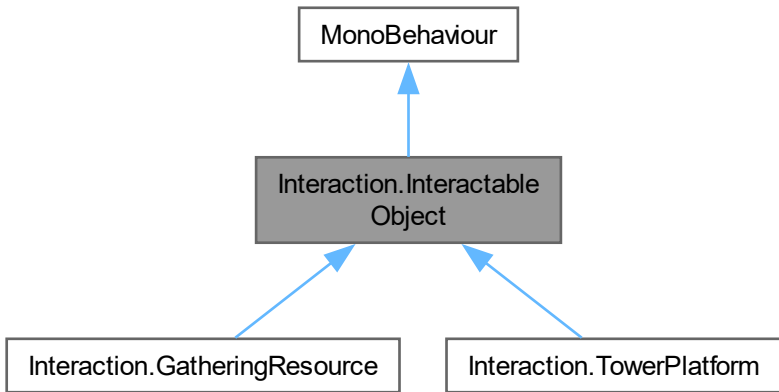 MonoBehaviour
Interaction.Interactable
Object
Interaction.GatheringResource
Interaction.TowerPlatform